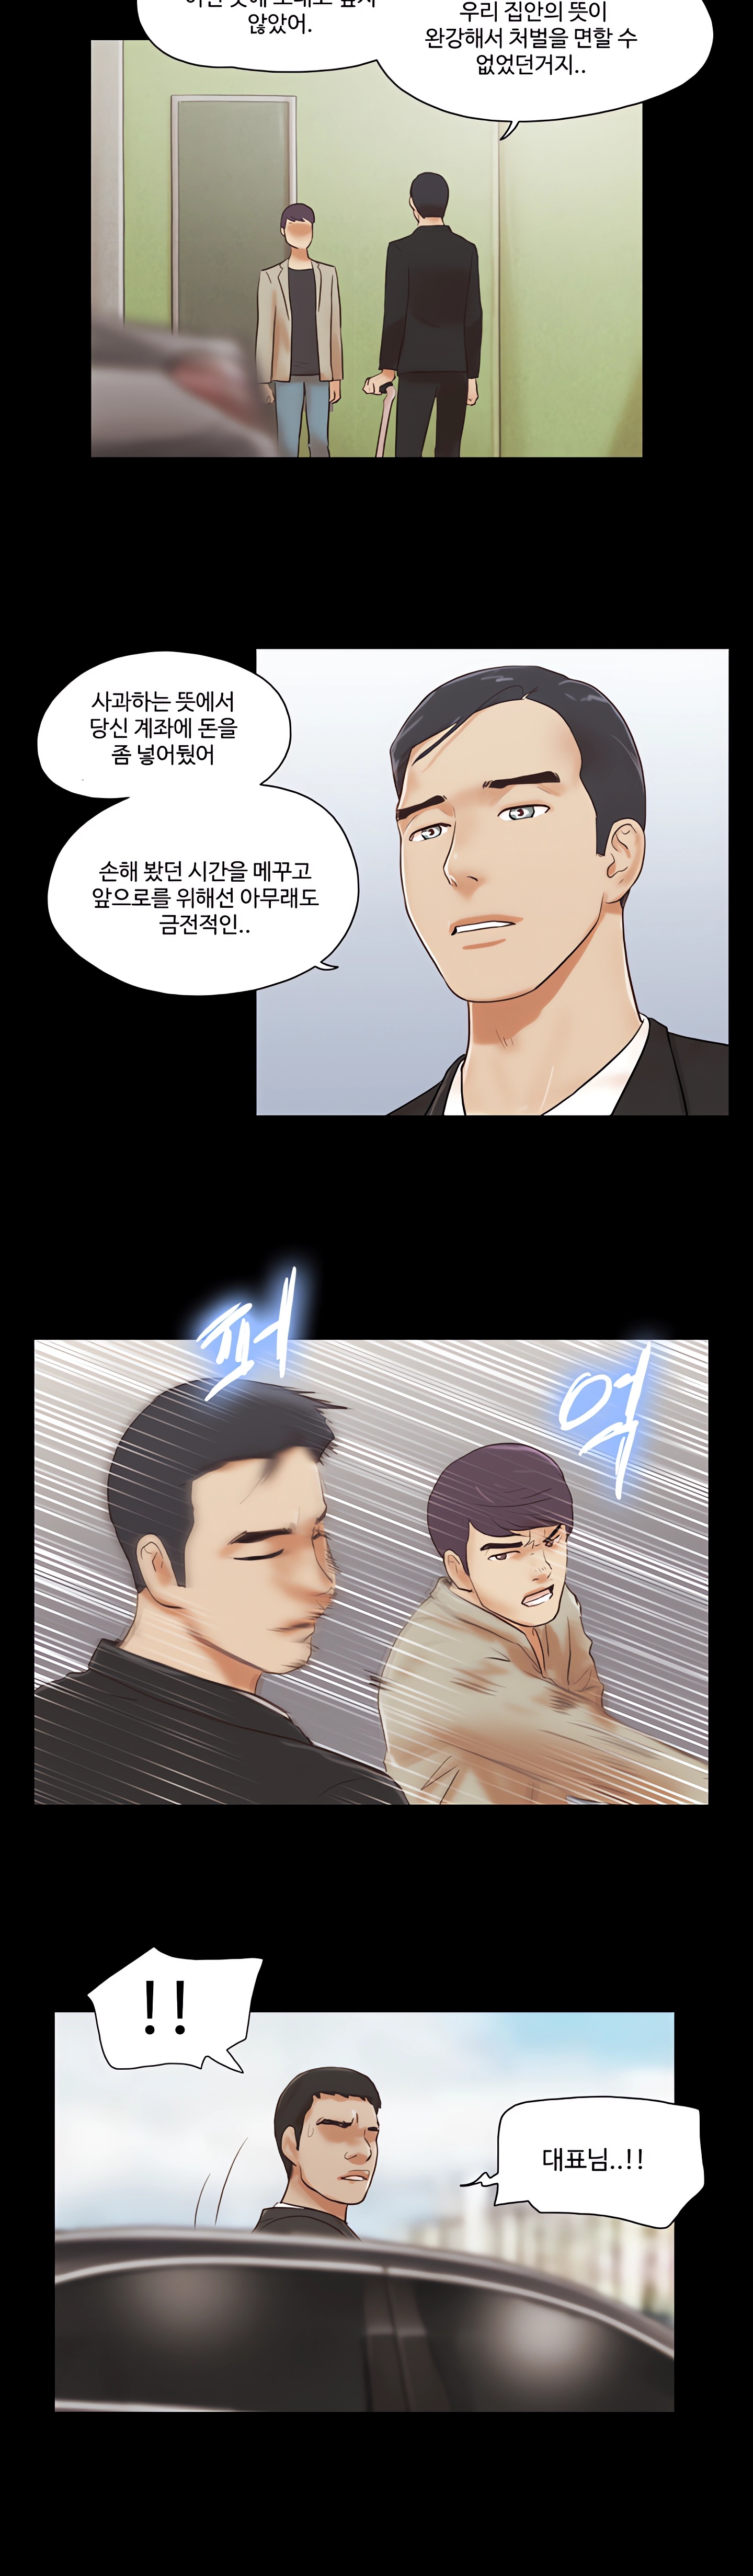 않았어.
우리 집안의 뜻이
완강해서 처벌을 면할 수
없었던거지..
사과하는 뜻에서
당신 계좌에 돈을
좀 넣어뒀어
손해 봤던 시간을 메꾸고
앞으로를 위해선 아무래도
금전적인..
퍼
억
!!
대표님..!!